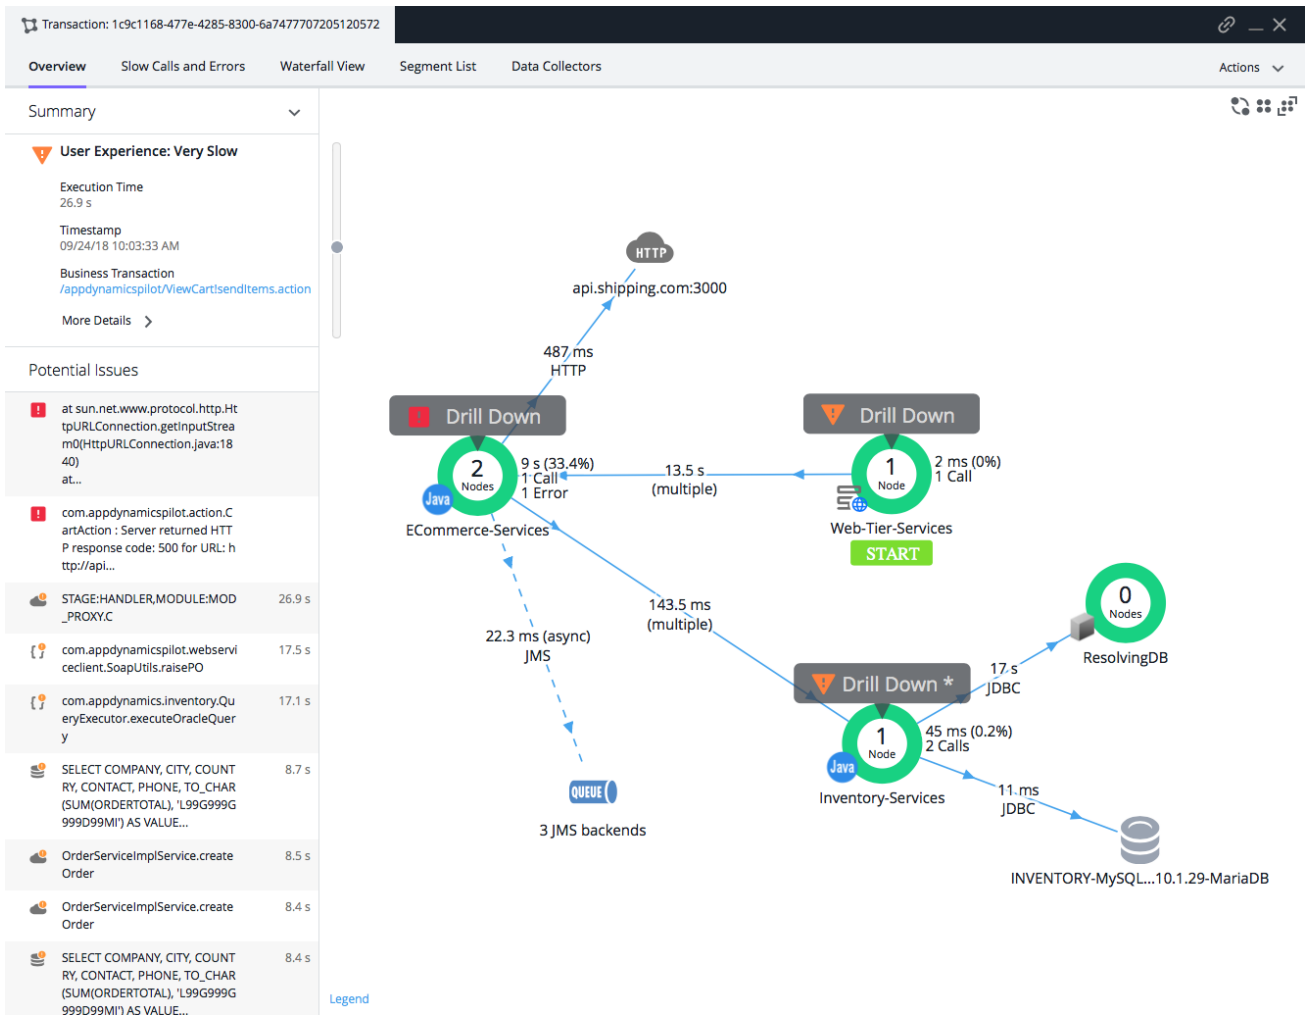 Transaction: 1c9c1168-477e-4285-8300-6a7477707205120572
Overview
Slow Calls and Errors
Waterfall View
Segment List
Data Collectors
Actions
Summary
User Experience: Very Slow
Execution Time
26.9 s
Timestamp
09/24/18 10:03:33 AM
Business Transaction
/appdynamicspilot/ViewCart!sendItems.action
More Details
Potential Issues
at sun.net.www.protocol.http.Ht
tpURLConnection.getInputStrea
m0(HttpURLConnection.java:18
40)
at...
com.appdynamicspilot.action.C
artAction : Server returned HTT
P response code: 500 for URL: h
ttp://api...
STAGE:HANDLER,MODULE:MOD
_PROXY.C
26.9 s
com.appdynamicspilot.webservi
ceclient.SoapUtils.raisePO
17.5 s
com.appdynamics.inventory.Qu
eryExecutor.executeOracleQuer
y
17.1 s
SELECT COMPANY, CITY, COUNT
RY, CONTACT, PHONE, TO_CHAR
(SUM(ORDERTOTAL), 'L99G999G
999D99MI') AS VALUE...
8.7 s
OrderServiceImplService.create
Order
8.5 s
OrderServiceImplService.create
Order
8.4 s
SELECT COMPANY, CITY, COUNT
RY, CONTACT, PHONE, TO_CHAR
(SUM(ORDERTOTAL), 'L99G999G
999D99MI') AS VALUE...
8.4 s
HTTP
api.shipping.com:3000
487 ms
HTTP
Drill Down
2
Nodes
Java
9 s (33.4%)
1 Call
1 Error
ECommerce-Services
13.5 s
(multiple)
Drill Down
1
Node
2 ms (0%)
1 Call
Web-Tier-Services
START
143.5 ms
(multiple)
22.3 ms (async)
JMS
QUEUE
3 JMS backends
0
Nodes
ResolvingDB
17 s
JDBC
Drill Down *
1
Node
Java
45 ms (0.2%)
2 Calls
Inventory-Services
11 ms
JDBC
INVENTORY-MySQL...10.1.29-MariaDB
Legend